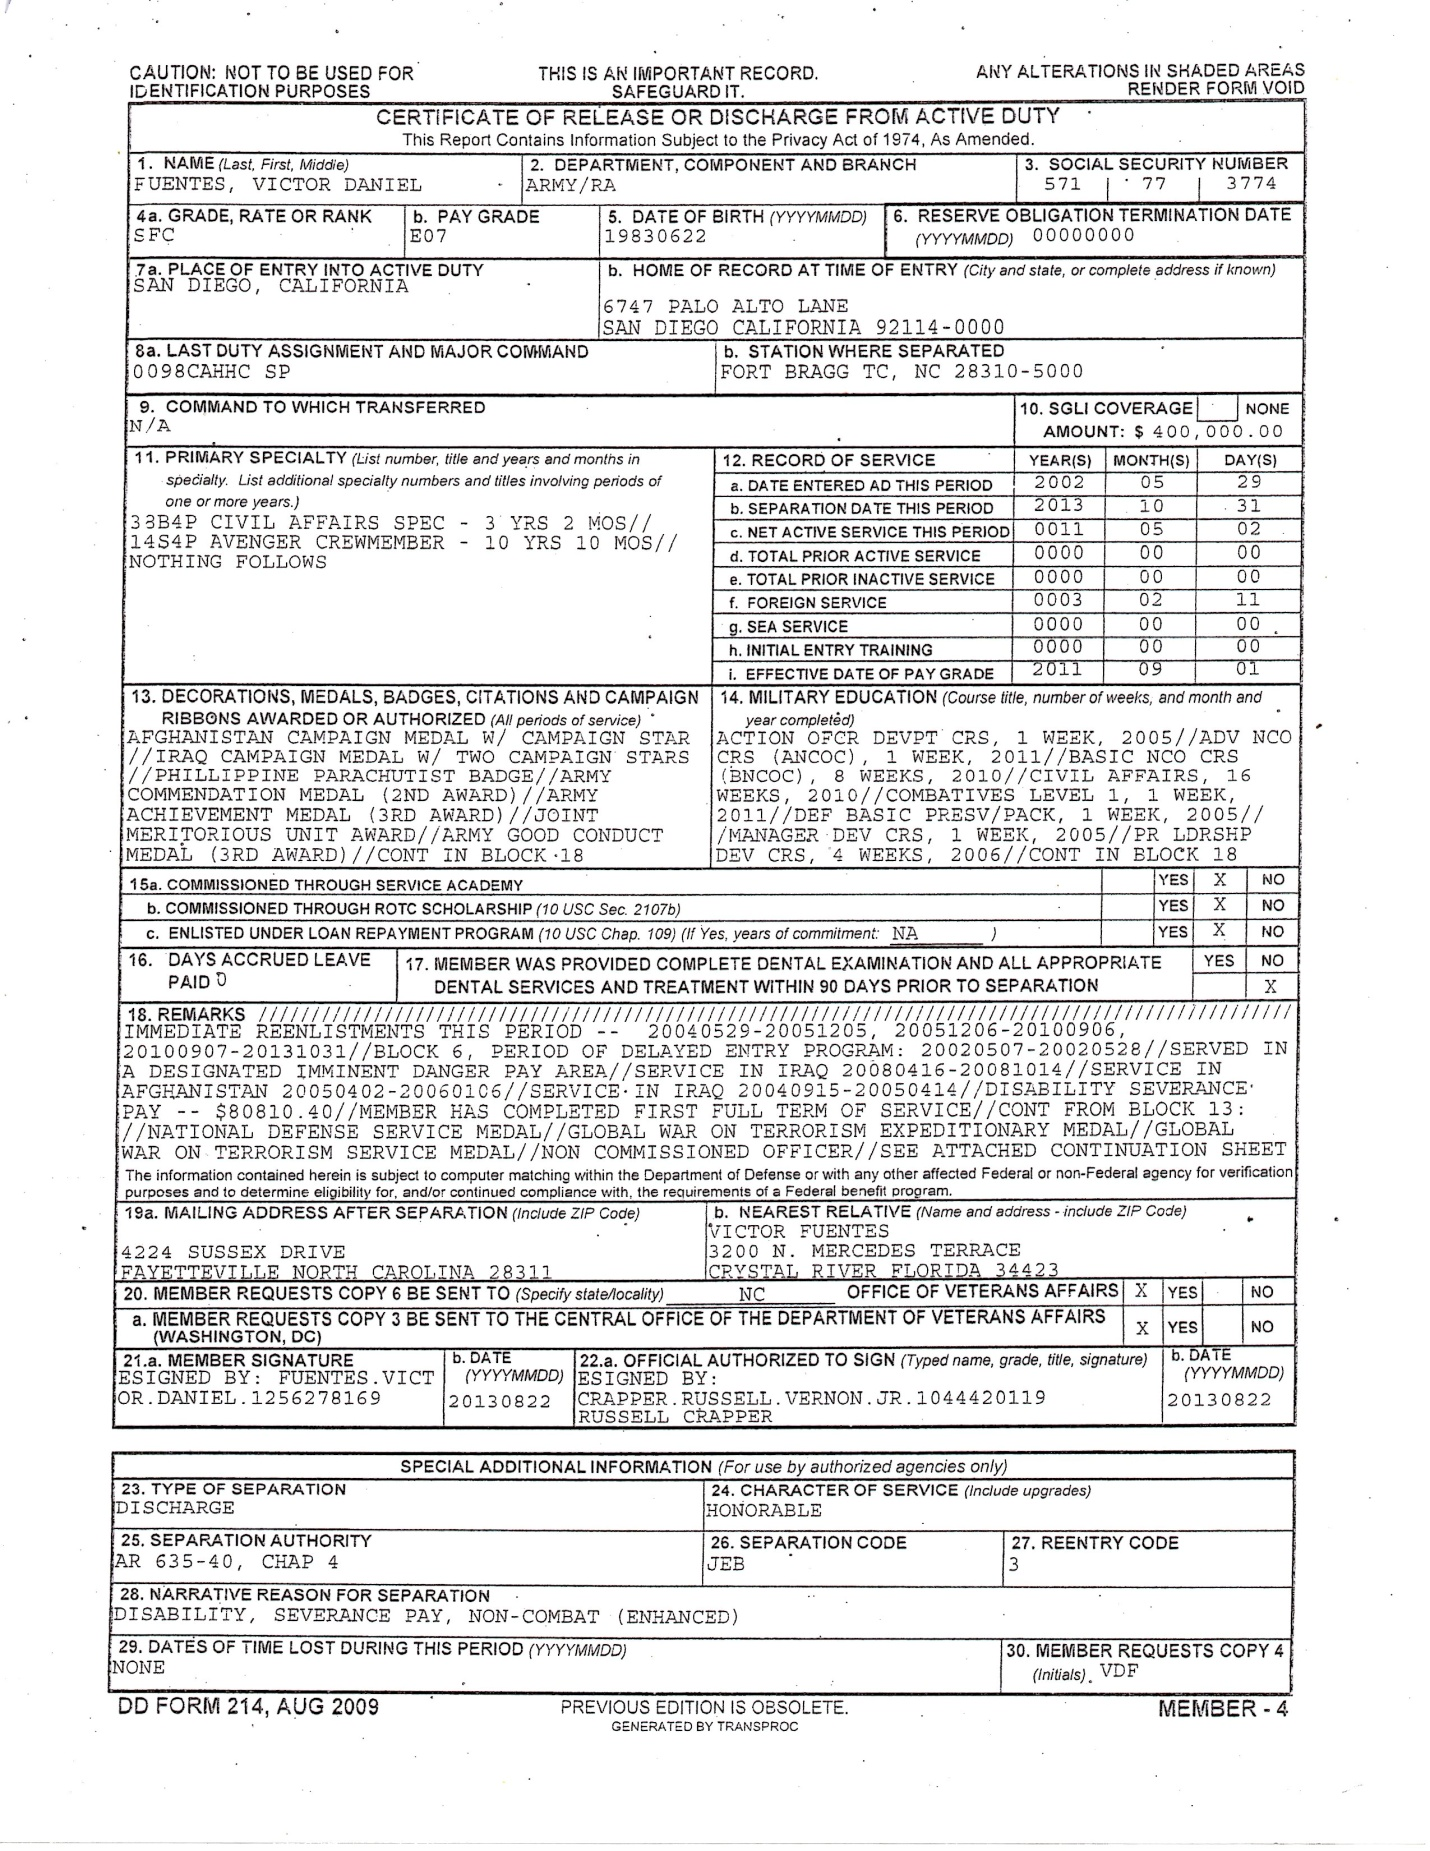 CAUTION: NOT TO BE USED FOR IDENTIFICATION PURPOSES
THIS IS AN IMPORTANT RECORD. SAFEGUARD IT.
ANY ALTERATIONS IN SHADED AREAS RENDER FORM VOID
CERTIFICATE OF RELEASE OR DISCHARGE FROM ACTIVE DUTY
This Report Contains Information Subject to the Privacy Act of 1974, As Amended.
1. NAME (Last, First, Middle)
FUENTES, VICTOR DANIEL
2. DEPARTMENT, COMPONENT AND BRANCH
ARMY/RA
3. SOCIAL SECURITY NUMBER
571 77 3774
4a. GRADE, RATE OR RANK
SFC
b. PAY GRADE
E07
5. DATE OF BIRTH (YYYYMMDD)
19830622
6. RESERVE OBLIGATION TERMINATION DATE
(YYYYMMDD) 00000000
7a. PLACE OF ENTRY INTO ACTIVE DUTY
SAN DIEGO, CALIFORNIA
b. HOME OF RECORD AT TIME OF ENTRY (City and state, or complete address if known)
6747 PALO ALTO LANE
SAN DIEGO CALIFORNIA 92114-0000
8a. LAST DUTY ASSIGNMENT AND MAJOR COMMAND
0098CAHHC SP
b. STATION WHERE SEPARATED
FORT BRAGG TC, NC 28310-5000
9. COMMAND TO WHICH TRANSFERRED
N/A
10. SGLI COVERAGE NONE
AMOUNT: $ 400,000.00
11. PRIMARY SPECIALTY (List number, title and years and months in
specialty. List additional specialty numbers and titles involving periods of
one or more years.)
38B4P CIVIL AFFAIRS SPEC - 3 YRS 2 MOS//
14S4P AVENGER CREWMEMBER - 10 YRS 10 MOS//
NOTHING FOLLOWS
12. RECORD OF SERVICE YEAR(S) MONTH(S) DAY(S)
a. DATE ENTERED AD THIS PERIOD 2002 05 29
b. SEPARATION DATE THIS PERIOD 2013 10 31
c. NET ACTIVE SERVICE THIS PERIOD 0011 05 02
d. TOTAL PRIOR ACTIVE SERVICE 0000 00 00
e. TOTAL PRIOR INACTIVE SERVICE 0000 00 00
f. FOREIGN SERVICE 0003 02 11
g. SEA SERVICE 0000 00 00
h. INITIAL ENTRY TRAINING 0000 00 00
i. EFFECTIVE DATE OF PAY GRADE 2011 09 01
13. DECORATIONS, MEDALS, BADGES, CITATIONS AND CAMPAIGN
RIBBONS AWARDED OR AUTHORIZED (All periods of service)
AFGHANISTAN CAMPAIGN MEDAL W/ CAMPAIGN STAR
//IRAQ CAMPAIGN MEDAL W/ TWO CAMPAIGN STARS
//PHILLIPPINE PARACHUTIST BADGE//ARMY
COMMENDATION MEDAL (2ND AWARD)//ARMY
ACHIEVEMENT MEDAL (3RD AWARD)//JOINT
MERITORIOUS UNIT AWARD//ARMY GOOD CONDUCT
MEDAL (3RD AWARD)//CONT IN BLOCK 18
14. MILITARY EDUCATION (Course title, number of weeks, and month and
year completed)
ACTION OFCR DEVPT CRS, 1 WEEK, 2005//ADV NCO
CRS (ANCOC), 1 WEEK, 2011//BASIC NCO CRS
(BNCOC), 8 WEEKS, 2010//CIVIL AFFAIRS, 16
WEEKS, 2010//COMBATIVES LEVEL 1, 1 WEEK,
2011//DEF BASIC PRESV/PACK, 1 WEEK, 2005//
/MANAGER DEV CRS, 1 WEEK, 2005//PR LDRSHP
DEV CRS, 4 WEEKS, 2006//CONT IN BLOCK 18
15a. COMMISSIONED THROUGH SERVICE ACADEMY YES X NO
b. COMMISSIONED THROUGH ROTC SCHOLARSHIP (10 USC Sec. 2107b) YES X NO
c. ENLISTED UNDER LOAN REPAYMENT PROGRAM (10 USC Chap. 109) (If Yes, years of commitment: NA ) YES X NO
16. DAYS ACCRUED LEAVE
PAID 0
17. MEMBER WAS PROVIDED COMPLETE DENTAL EXAMINATION AND ALL APPROPRIATE YES NO
DENTAL SERVICES AND TREATMENT WITHIN 90 DAYS PRIOR TO SEPARATION X
18. REMARKS ////////////////////////////////////////////////////////////////////////////////
IMMEDIATE REENLISTMENTS THIS PERIOD -- 20040529-20051205, 20051206-20100906,
20100907-20131031//BLOCK 6, PERIOD OF DELAYED ENTRY PROGRAM: 20020507-20020528//SERVED IN
A DESIGNATED IMMINENT DANGER PAY AREA//SERVICE IN IRAQ 20080416-20081014//SERVICE IN
AFGHANISTAN 20050402-20060106//SERVICE IN IRAQ 20040915-20050414//DISABILITY SEVERANCE
PAY -- $80810.40//MEMBER HAS COMPLETED FIRST FULL TERM OF SERVICE//CONT FROM BLOCK 13:
//NATIONAL DEFENSE SERVICE MEDAL//GLOBAL WAR ON TERRORISM EXPEDITIONARY MEDAL//GLOBAL
WAR ON TERRORISM SERVICE MEDAL//NON COMMISSIONED OFFICER//SEE ATTACHED CONTINUATION SHEET
The information contained herein is subject to computer matching within the Department of Defense or with any other affected Federal or non-Federal agency for verification
purposes and to determine eligibility for, and/or continued compliance with, the requirements of a Federal benefit program.
19a. MAILING ADDRESS AFTER SEPARATION (Include ZIP Code)
4224 SUSSEX DRIVE
FAYETTEVILLE NORTH CAROLINA 28311
b. NEAREST RELATIVE (Name and address - include ZIP Code)
VICTOR FUENTES
3200 N. MERCEDES TERRACE
CRYSTAL RIVER FLORIDA 34423
20. MEMBER REQUESTS COPY 6 BE SENT TO (Specify state/locality) NC OFFICE OF VETERANS AFFAIRS X YES NO
a. MEMBER REQUESTS COPY 3 BE SENT TO THE CENTRAL OFFICE OF THE DEPARTMENT OF VETERANS AFFAIRS
(WASHINGTON, DC) X YES NO
21.a. MEMBER SIGNATURE
ESIGNED BY: FUENTES.VICT
OR.DANIEL.1256278169
b. DATE
(YYYYMMDD)
20130822
22.a. OFFICIAL AUTHORIZED TO SIGN (Typed name, grade, title, signature)
ESIGNED BY:
CRAPPER.RUSSELL.VERNON.JR.1044420119
RUSSELL CRAPPER
b. DATE
(YYYYMMDD)
20130822
SPECIAL ADDITIONAL INFORMATION (For use by authorized agencies only)
23. TYPE OF SEPARATION
DISCHARGE
24. CHARACTER OF SERVICE (Include upgrades)
HONORABLE
25. SEPARATION AUTHORITY
AR 635-40, CHAP 4
26. SEPARATION CODE
JEB
27. REENTRY CODE
3
28. NARRATIVE REASON FOR SEPARATION
DISABILITY, SEVERANCE PAY, NON-COMBAT (ENHANCED)
29. DATES OF TIME LOST DURING THIS PERIOD (YYYYMMDD)
NONE
30. MEMBER REQUESTS COPY 4
(Initials) VDF
DD FORM 214, AUG 2009
PREVIOUS EDITION IS OBSOLETE.
GENERATED BY TRANSPROC
MEMBER - 4